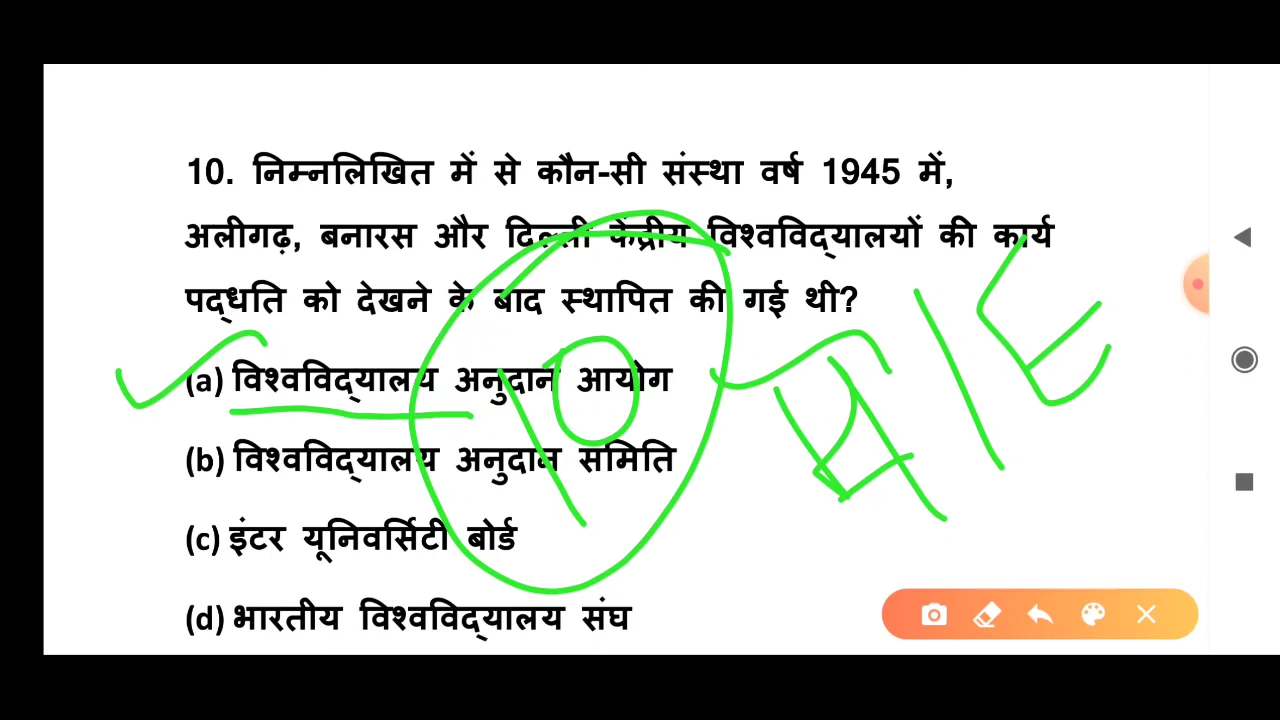 10. निम्नलिखित में से कौन-सी संस्था वर्ष 1945 में,
अलीगढ़, बनारस और दिल्ली केंद्रीय विश्वविद्यालयों की कार्य
पद्धति को देखने के बाद स्थापित की गई थी?
(a) विश्वविद्यालय अनुदान आयोग
(b) विश्वविद्यालय अनुदान समिति
(c) इंटर यूनिवर्सिटी बोर्ड
(d) भारतीय विश्वविद्यालय संघ